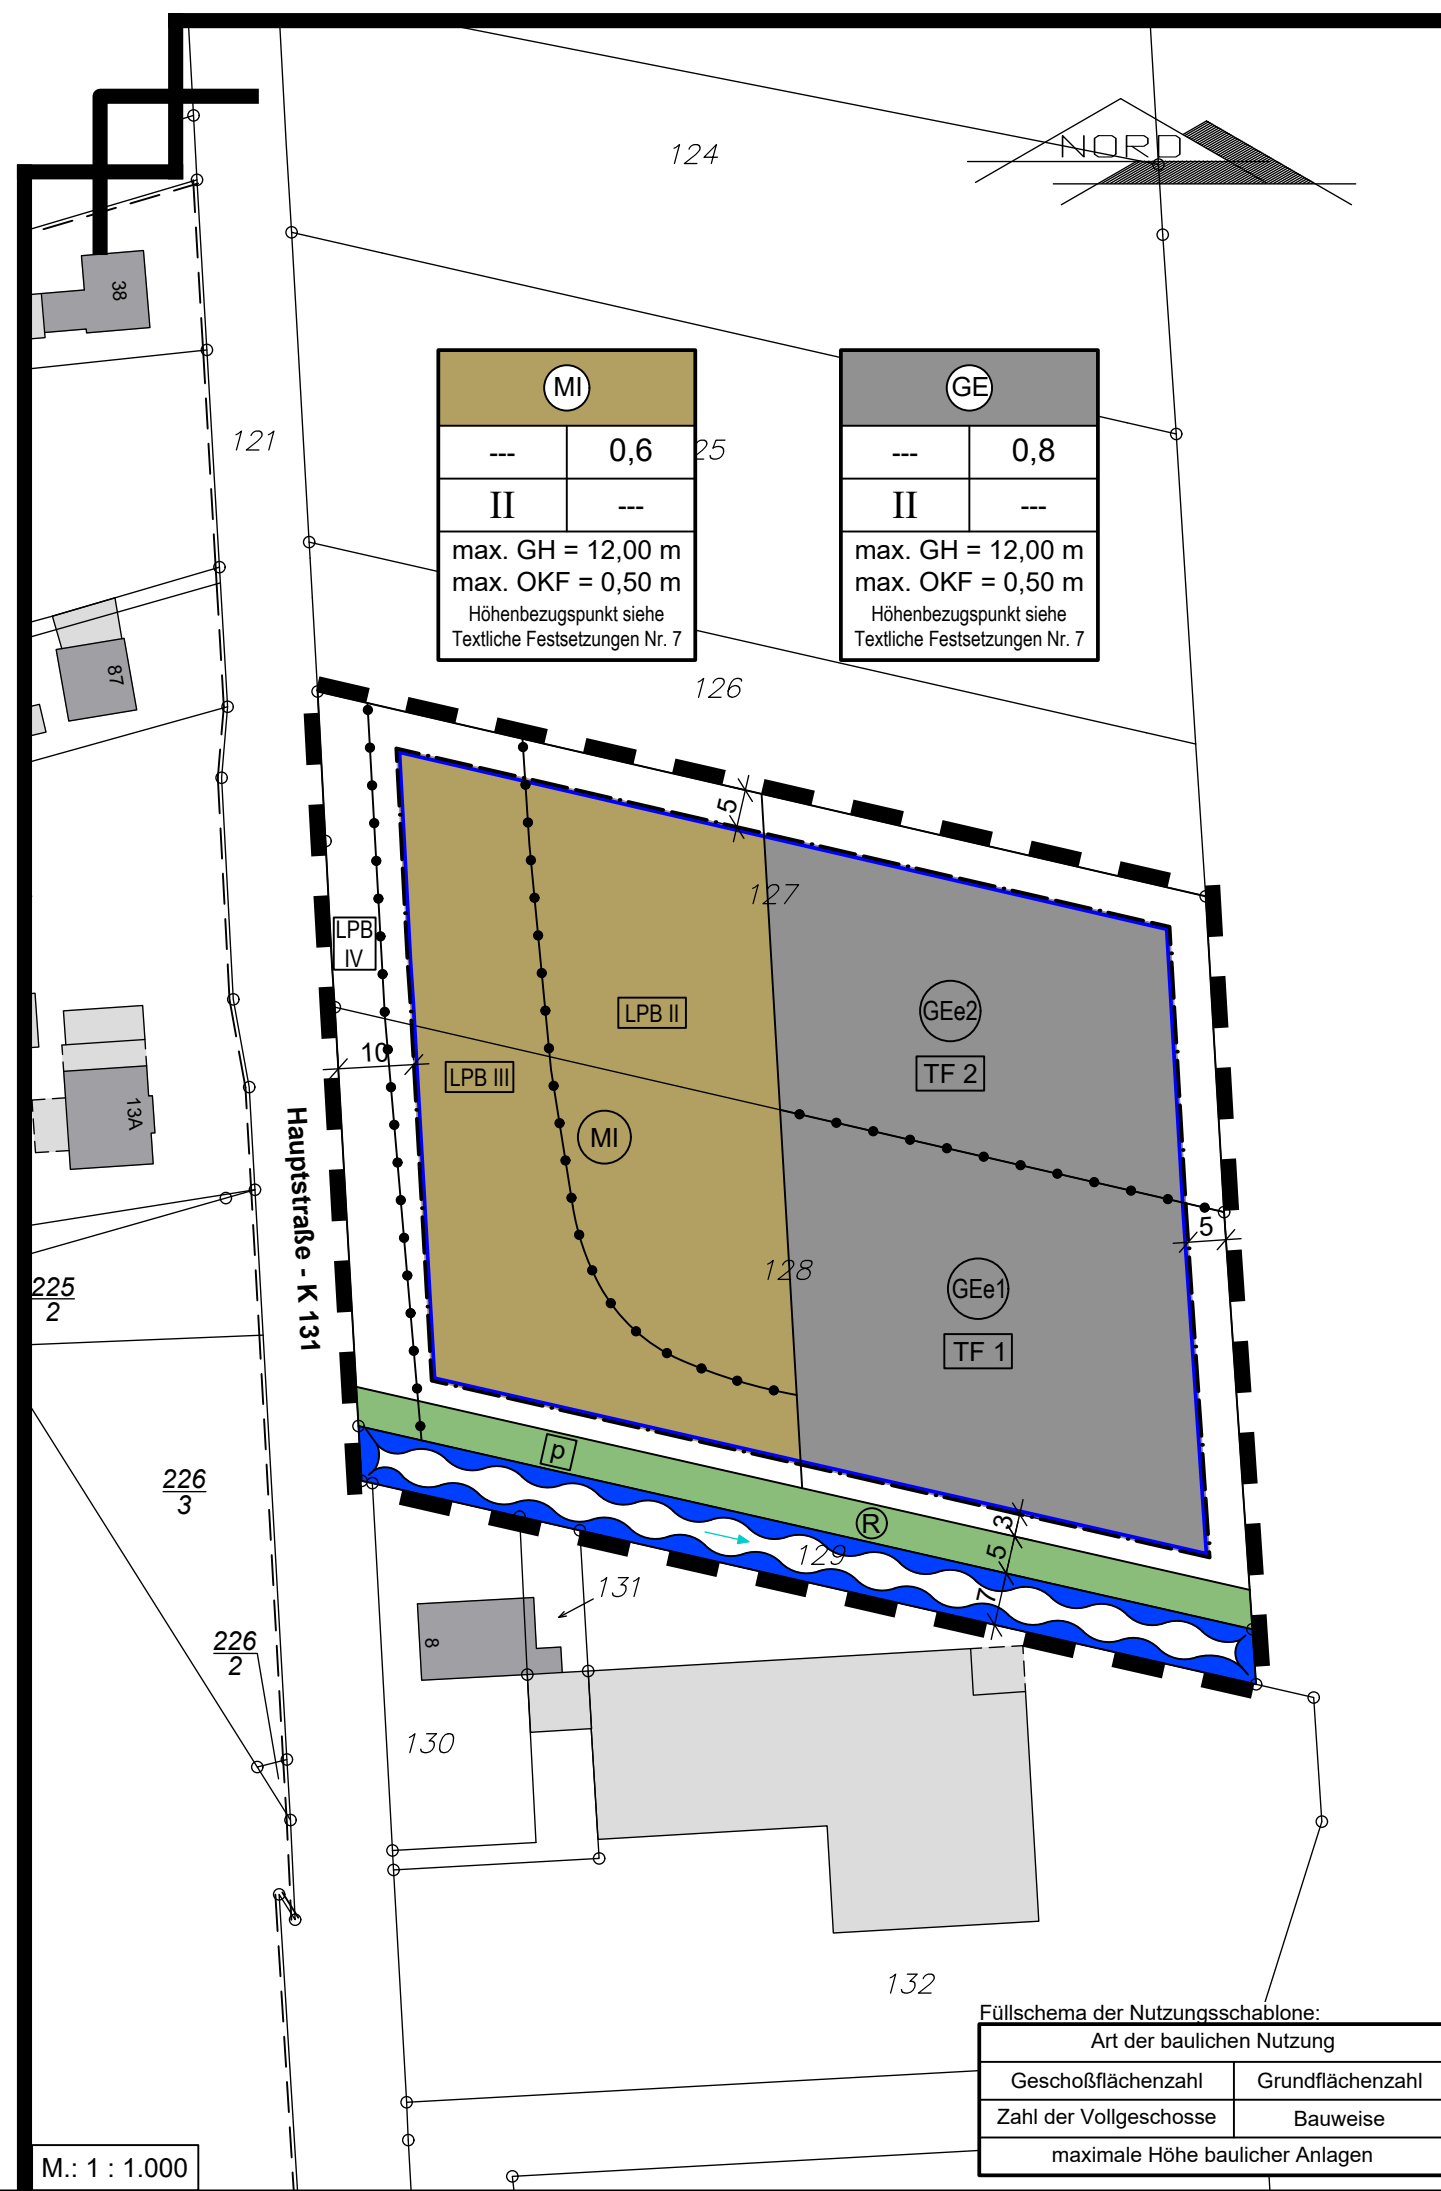 NORD
124
38
121
MI
--- 0,6
II ---
max. GH = 12,00 m
max. OKF = 0,50 m
Höhenbezugspunkt siehe
Textliche Festsetzungen Nr. 7
25
GE
--- 0,8
II ---
max. GH = 12,00 m
max. OKF = 0,50 m
Höhenbezugspunkt siehe
Textliche Festsetzungen Nr. 7
87
126
5
127
LPB
IV
LPB II
GEe2
TF 2
10
LPB III
13A
MI
Hauptstraße - K 131
5
128
GEe1
TF 1
225
2
p
R
3
5
7
129
226
3
131
8
226
2
130
132
Füllschema der Nutzungsschablone:
Art der baulichen Nutzung
Geschoßflächenzahl Grundflächenzahl
Zahl der Vollgeschosse Bauweise
maximale Höhe baulicher Anlagen
M.: 1 : 1.000